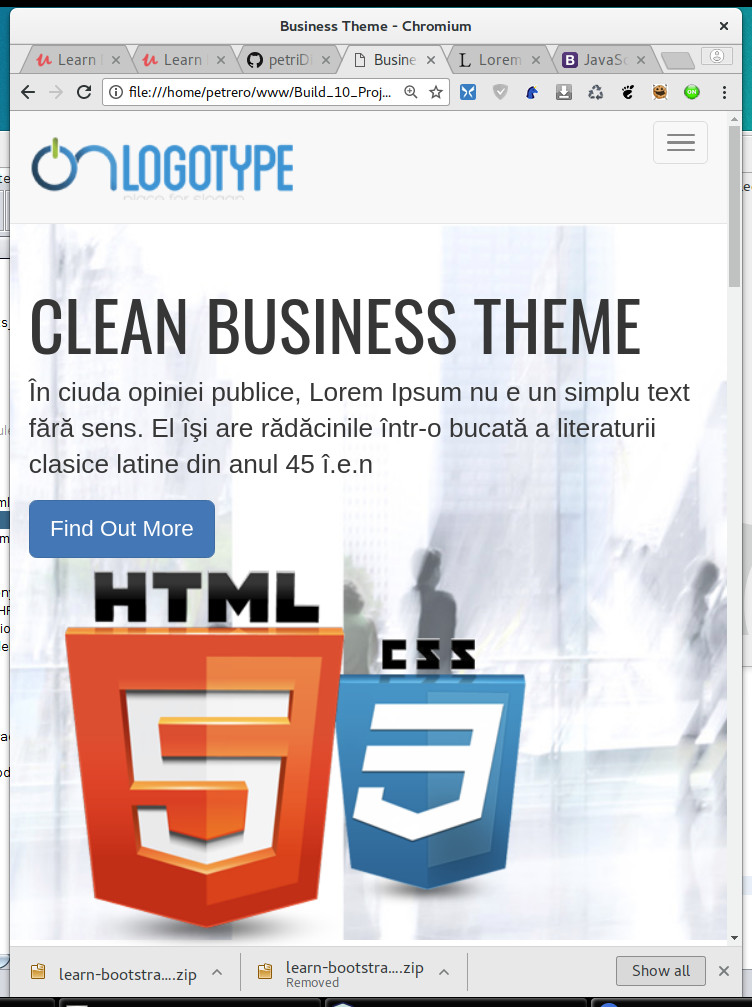 Business Theme - Chromium
Learn
Learn
petriD
Busine
Lorem
JavaSc
file:///home/petrero/www/Build_10_Proj...
LOGOTYPE
CLEAN BUSINESS THEME
În ciuda opiniei publice, Lorem Ipsum nu e un simplu text
fără sens. El îşi are rădăcinile într-o bucată a literaturii
clasice latine din anul 45 î.e.n
Find Out More
HTML
CSS
5
3
learn-bootstra....zip
learn-bootstra....zip
Removed
Show all